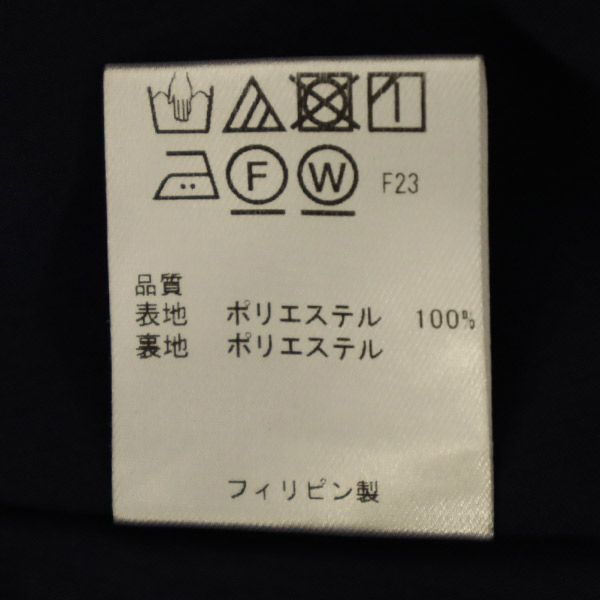 F W F23
品質
表地 ポリエステル 100%
裏地 ポリエステル
フィリピン製